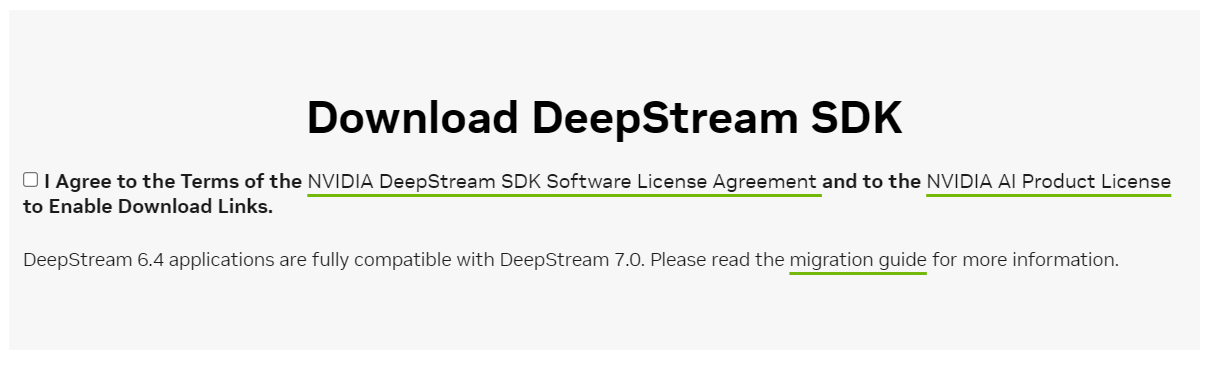 Download DeepStream SDK
I Agree to the Terms of the NVIDIA DeepStream SDK Software License Agreement and to the NVIDIA AI Product License
to Enable Download Links.
DeepStream 6.4 applications are fully compatible with DeepStream 7.0. Please read the migration guide for more information.